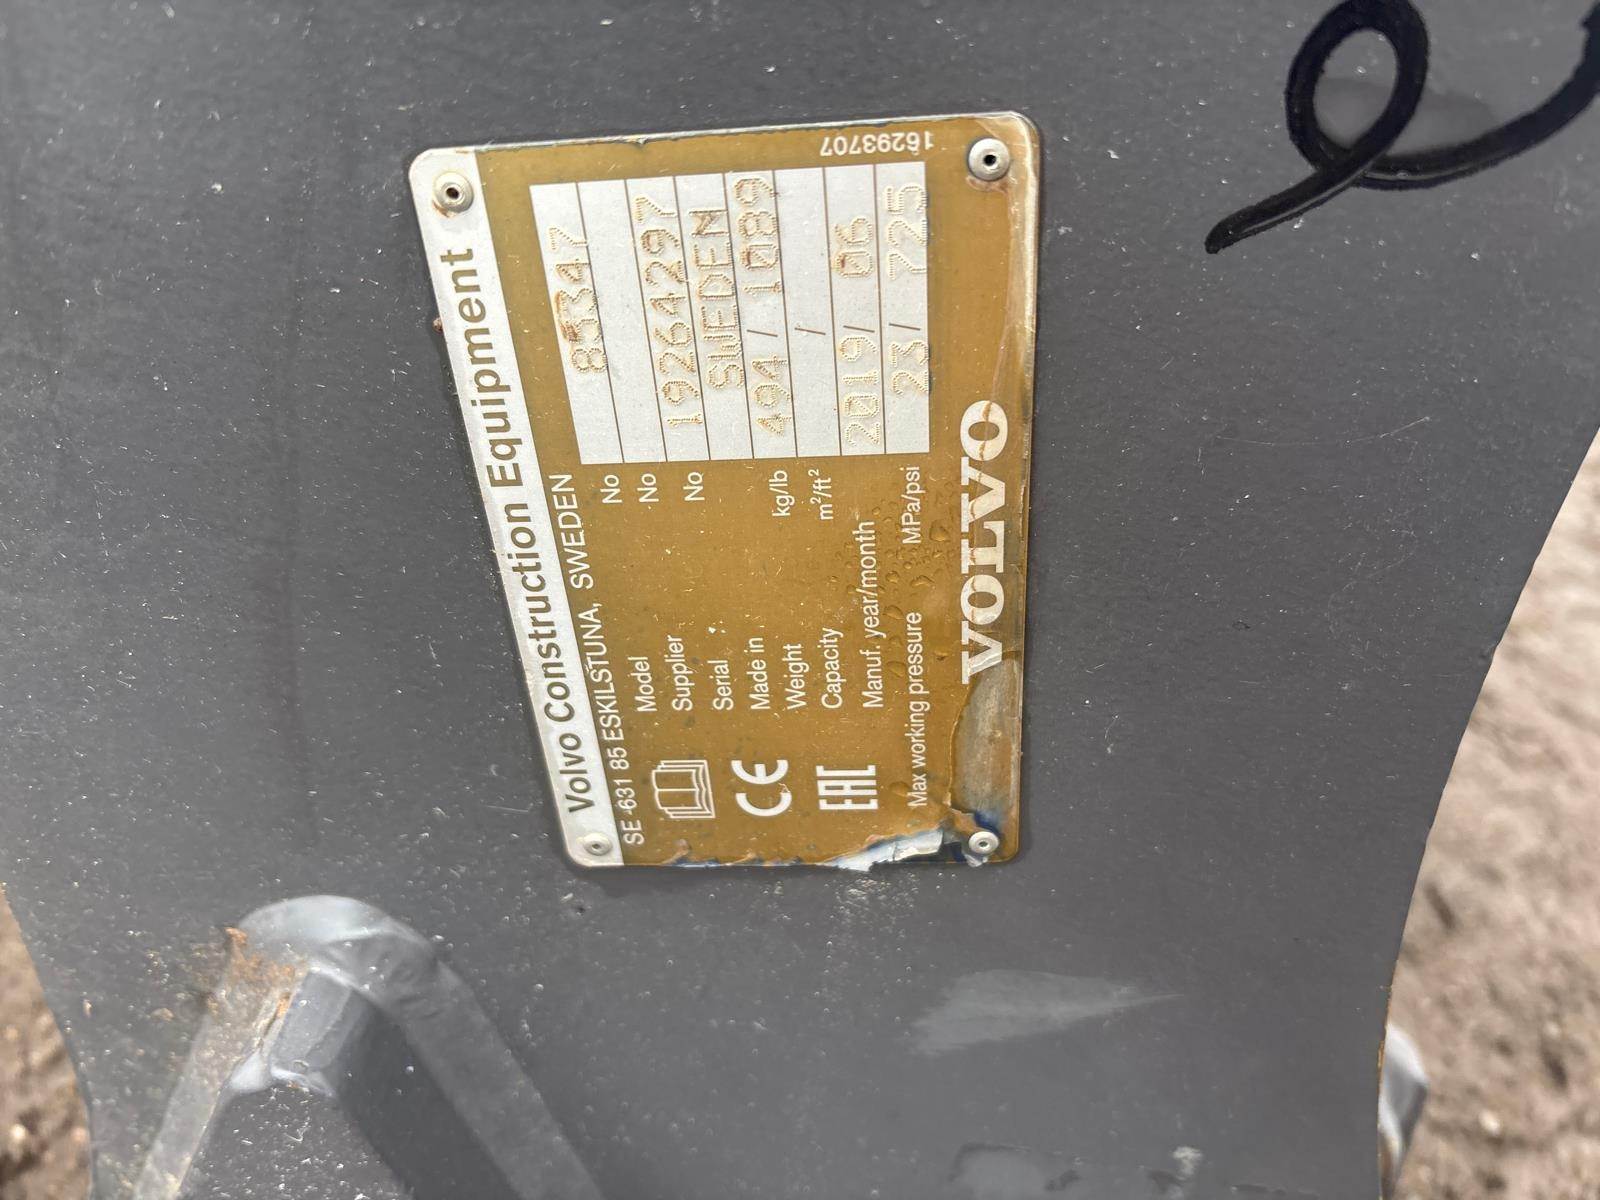 Volvo Construction Equipment
SE -631 85 ESKILSTUNA, SWEDEN
Model No 85347
Supplier No
Serial No 19264297
Made in SWEDEN
Weight kg/lb 494/1089
Capacity m²/ft² /
Manuf. year/month 2019/06
Max working pressure MPa/psi 23/725
CE
EAC
VOLVO
16293707